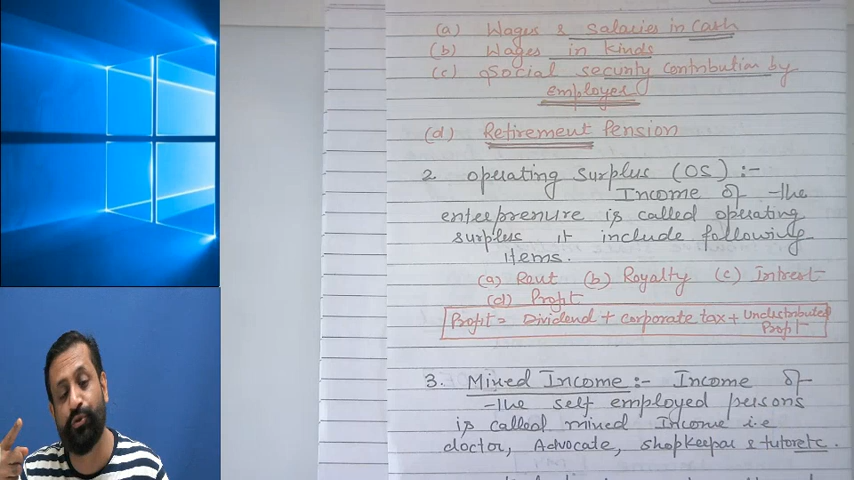 (a) Wages & salaries in cash
(b) Wages in kinds
(c) Social security contribution by
employer
(d) Retirement Pension
2. Operating Surplus (OS) :-
Income of the
enterprenure is called operating
surplus it include following
items.
(a) Rent (b) Royalty (c) Interest
(d) Profit
Profit = Dividend + corporate tax + Undistributed
Profit
3. Mixed Income :- Income of
the self employed persons
is called mixed Income i.e
doctor, Advocate, shopkeeper & tutor etc.